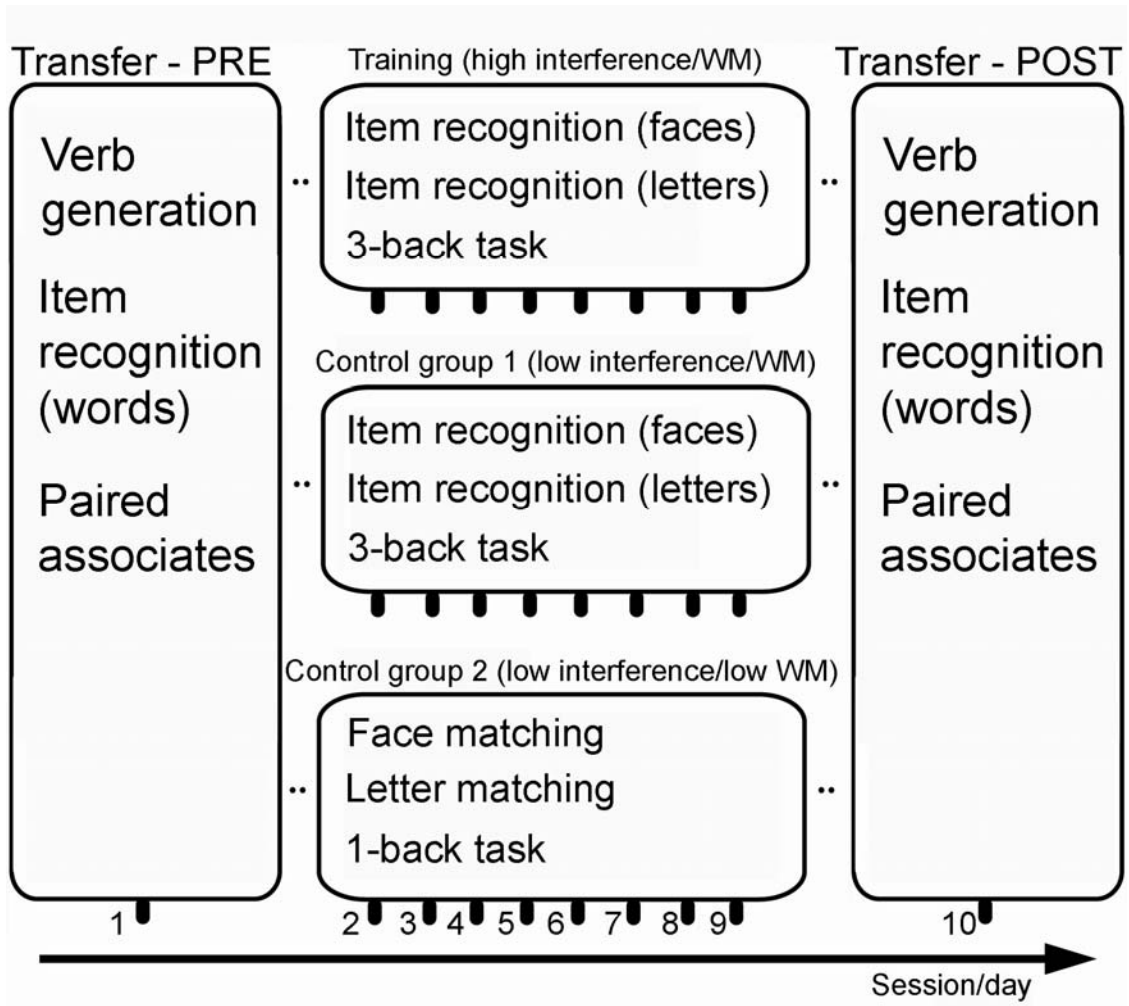 Transfer - PRE
Verb
generation
Item
recognition
(words)
Paired
associates
Training (high interference/WM)
Item recognition (faces)
Item recognition (letters)
3-back task
Control group 1 (low interference/WM)
Item recognition (faces)
Item recognition (letters)
3-back task
Control group 2 (low interference/low WM)
Face matching
Letter matching
1-back task
Transfer - POST
Verb
generation
Item
recognition
(words)
Paired
associates
1 2 3 4 5 6 7 8 9 10
Session/day